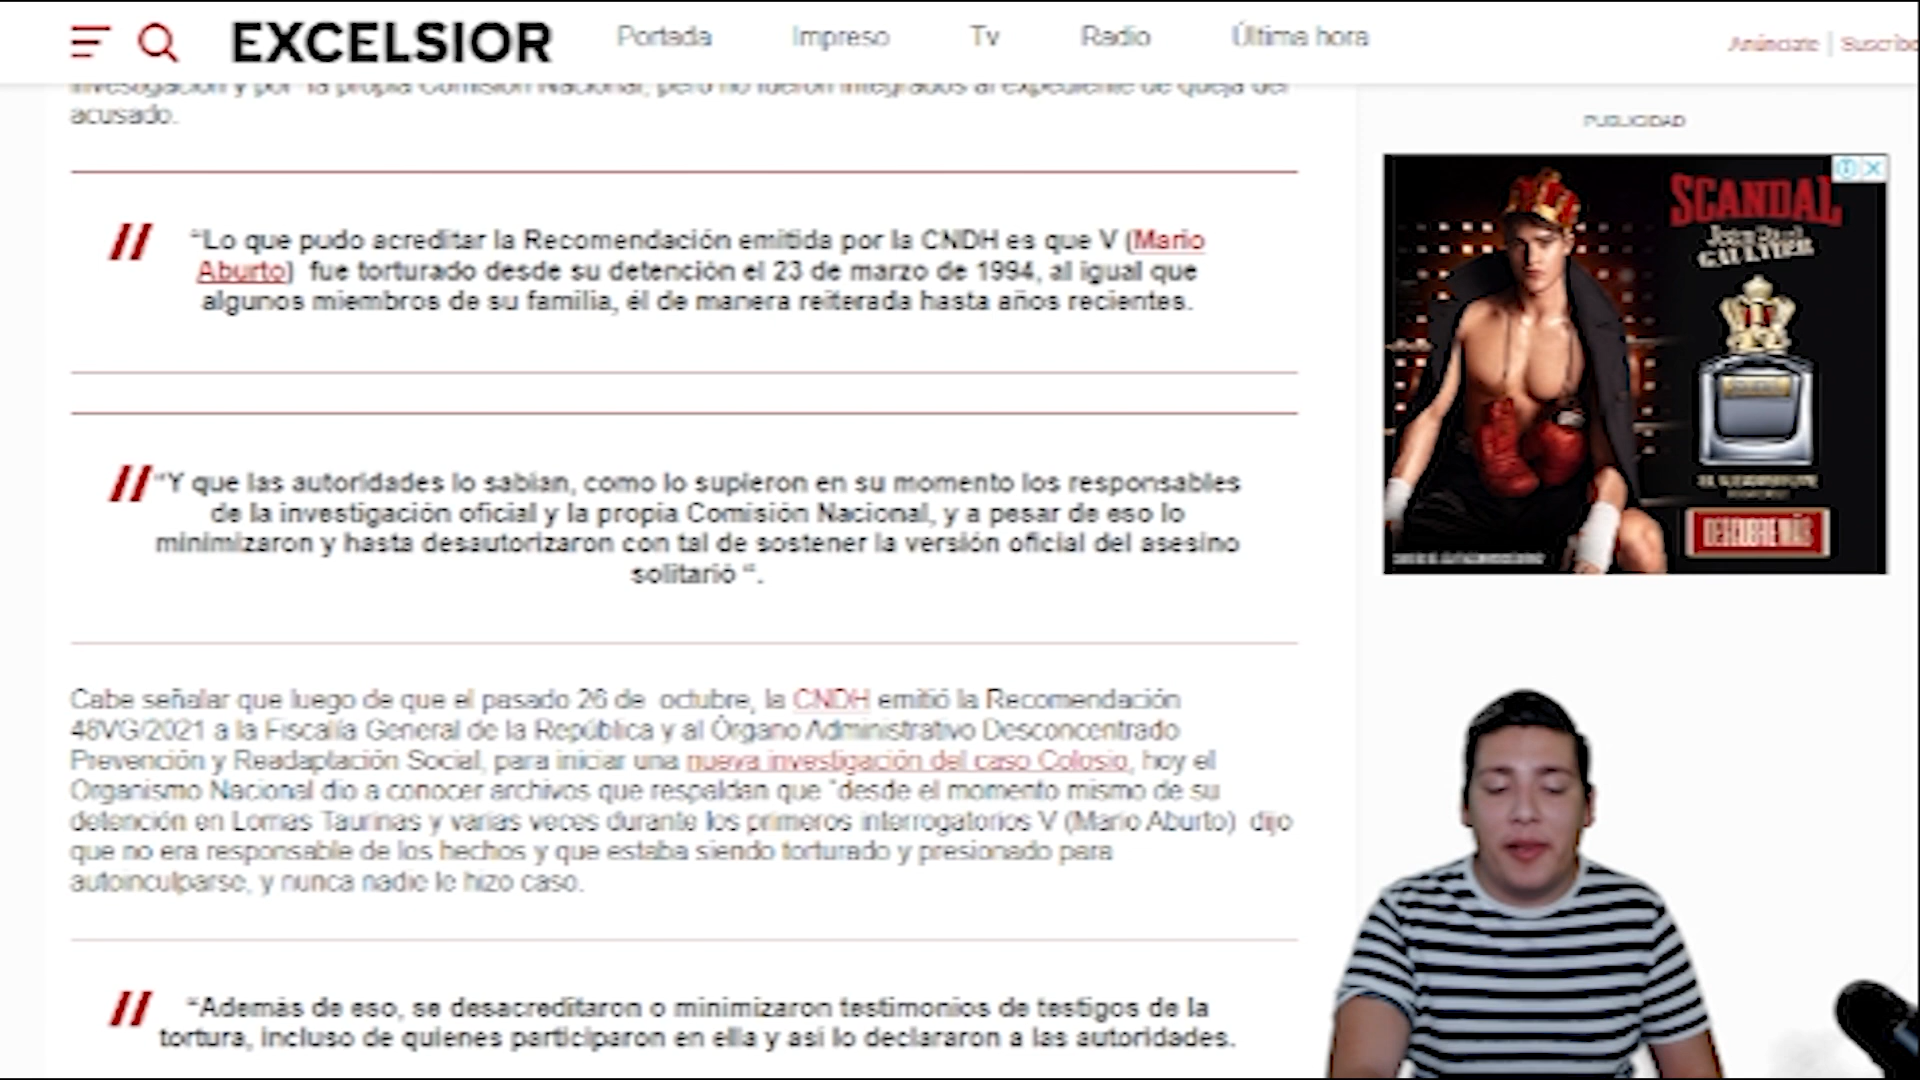 EXCELSIOR
Portada
Impreso
Tv
Radio
Última hora
Anúnciate | Suscríbe
investigación y por la propia Comisión Nacional, pero no fueron integrados al expediente de queja del
acusado.
“Lo que pudo acreditar la Recomendación emitida por la CNDH es que V (Mario
Aburto) fue torturado desde su detención el 23 de marzo de 1994, al igual que
algunos miembros de su familia, él de manera reiterada hasta años recientes.
“Y que las autoridades lo sabían, como lo supieron en su momento los responsables
de la investigación oficial y la propia Comisión Nacional, y a pesar de eso lo
minimizaron y hasta desautorizaron con tal de sostener la versión oficial del asesino
solitario “.
Cabe señalar que luego de que el pasado 26 de octubre, la CNDH emitió la Recomendación
48VG/2021 a la Fiscalía General de la República y al Órgano Administrativo Desconcentrado
Prevención y Readaptación Social, para iniciar una nueva investigación del caso Colosio, hoy el
Organismo Nacional dio a conocer archivos que respaldan que “desde el momento mismo de su
detención en Lomas Taurinas y varias veces durante los primeros interrogatorios V (Mario Aburto) dijo
que no era responsable de los hechos y que estaba siendo torturado y presionado para
autoinculparse, y nunca nadie le hizo caso.
“Además de eso, se desacreditaron o minimizaron testimonios de testigos de la
tortura, incluso de quienes participaron en ella y así lo declararon a las autoridades.
PUBLICIDAD
SCANDAL
Jean Paul
GAULTIER
DESCUBRE MÁS